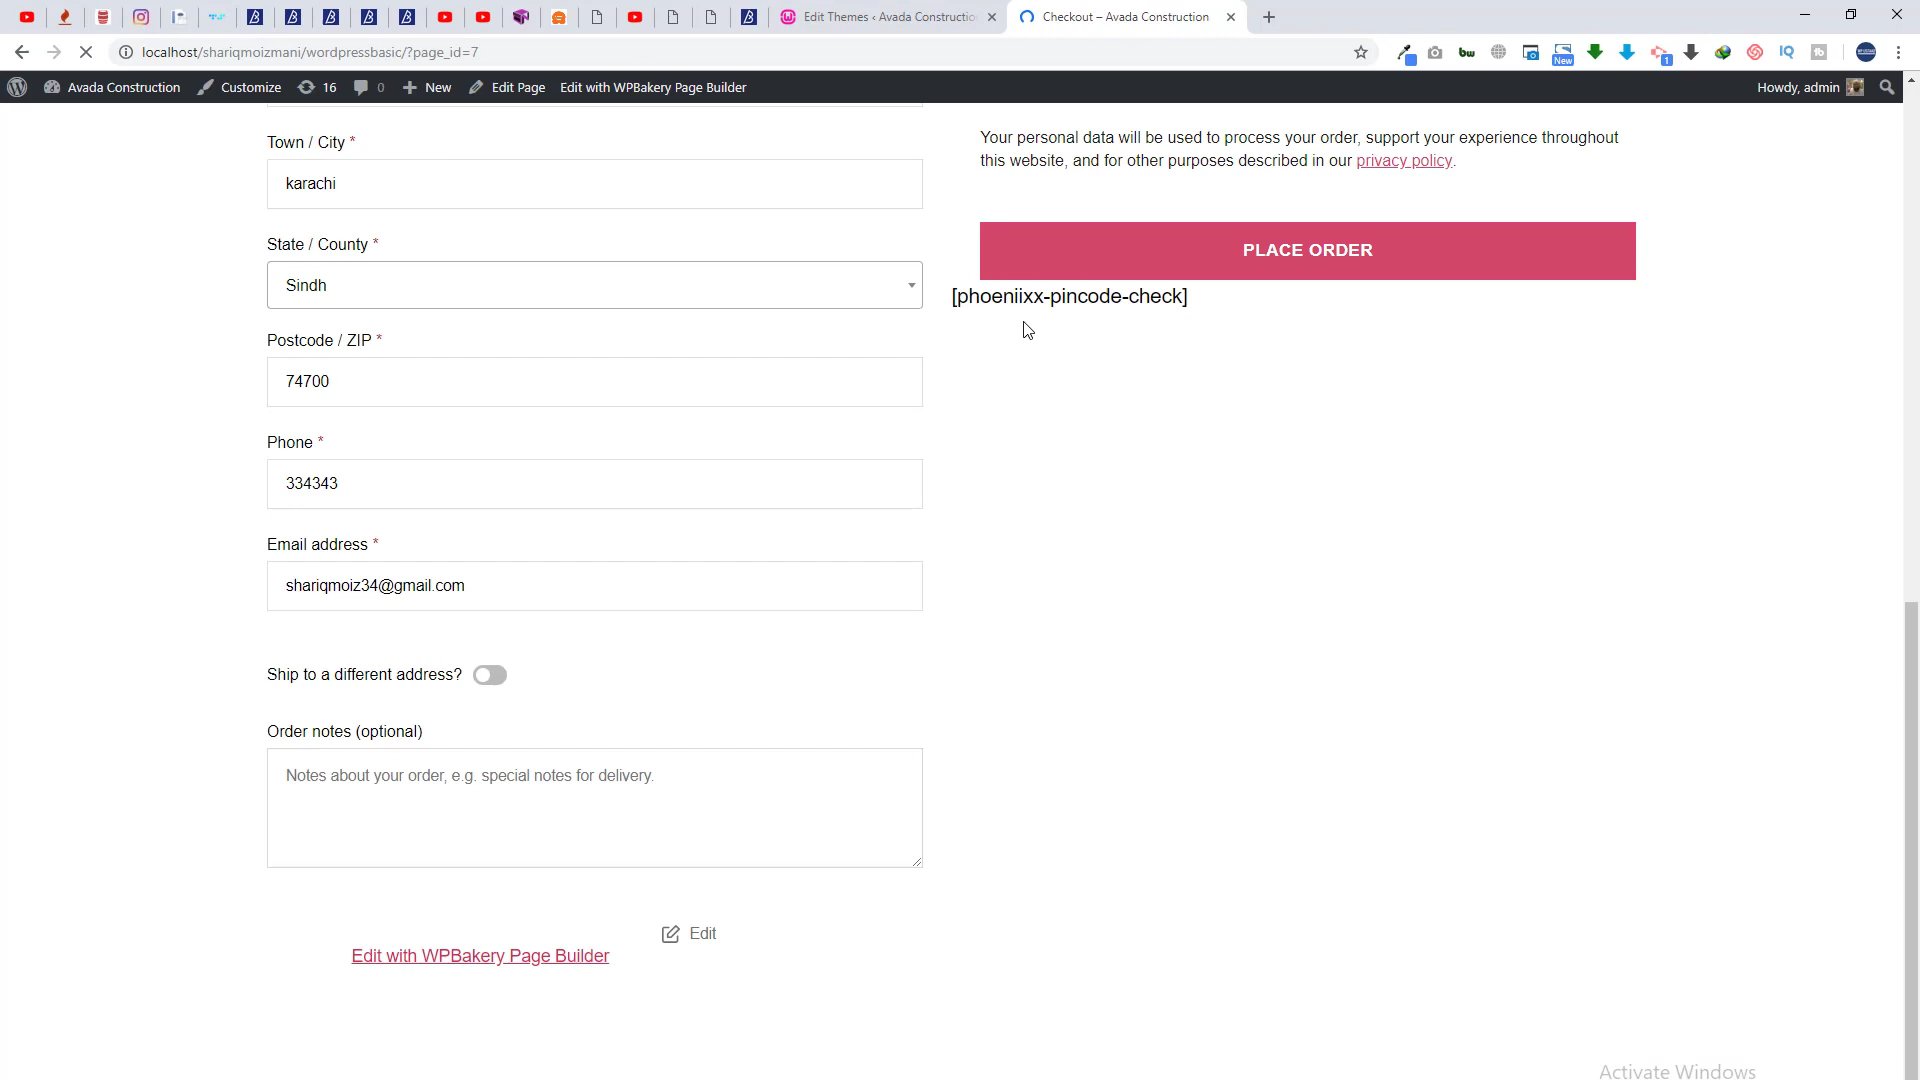 Edit Themes ‹ Avada Constructio
Checkout – Avada Construction
localhost/shariqmoizmani/wordpressbasic/?page_id=7
bw
New
1
IQ
Avada Construction
Customize
16
0
New
Edit Page
Edit with WPBakery Page Builder
Howdy, admin
Town / City *
karachi
State / County *
Sindh
Postcode / ZIP *
74700
Phone *
334343
Email address *
shariqmoiz34@gmail.com
Ship to a different address?
Order notes (optional)
Notes about your order, e.g. special notes for delivery.
Edit
Edit with WPBakery Page Builder
Your personal data will be used to process your order, support your experience throughout
this website, and for other purposes described in our privacy policy.
PLACE ORDER
[phoeniixx-pincode-check]
Activate Windows